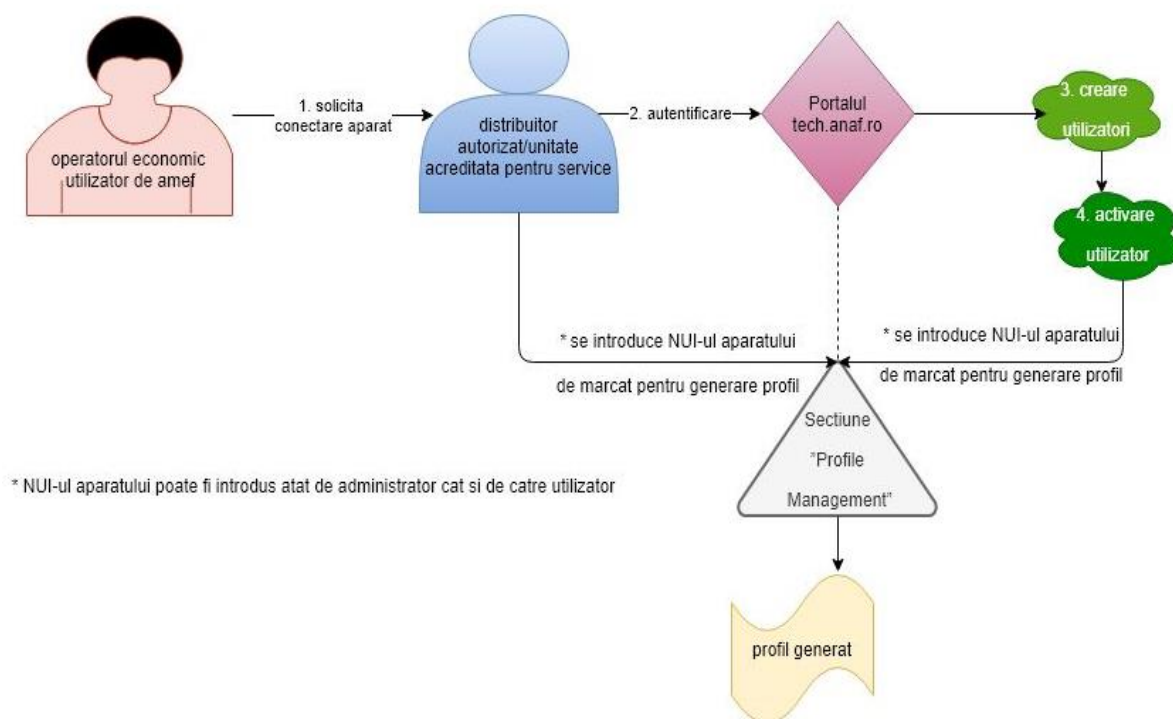 1. solicita
conectare aparat
operatorul economic
utilizator de amef
distribuitor
autorizat/unitate
acreditata pentru service
2. autentificare
Portalul
tech.anaf.ro
3. creare
utilizatori
4. activare
utilizator
* se introduce NUI-ul aparatului
de marcat pentru generare profil
* se introduce NUI-ul aparatului
de marcat pentru generare profil
Sectiune
"Profile
Management"
* NUI-ul aparatului poate fi introdus atat de administrator cat si de catre utilizator
profil generat